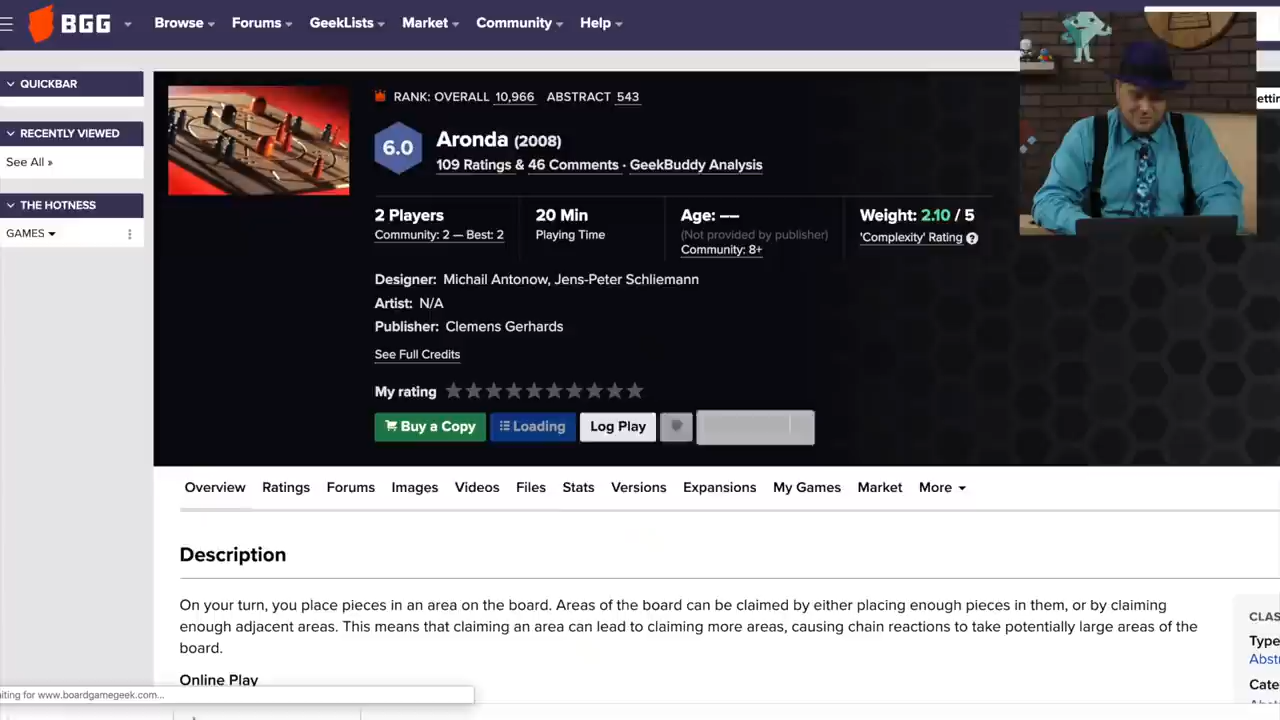 BGG
Browse Forums GeekLists Market Community Help
QUICKBAR
RECENTLY VIEWED
See All »
THE HOTNESS
GAMES
RANK: OVERALL 10,966 ABSTRACT 543
6.0
Aronda (2008)
109 Ratings & 46 Comments · GeekBuddy Analysis
2 Players
Community: 2 — Best: 2
20 Min
Playing Time
Age: ––
(Not provided by publisher)
Community: 8+
Weight: 2.10 / 5
'Complexity' Rating
Designer: Michail Antonow, Jens-Peter Schliemann
Artist: N/A
Publisher: Clemens Gerhards
See Full Credits
My rating
Buy a Copy Loading Log Play
Overview Ratings Forums Images Videos Files Stats Versions Expansions My Games Market More
Description
On your turn, you place pieces in an area on the board. Areas of the board can be claimed by either placing enough pieces in them, or by claiming
enough adjacent areas. This means that claiming an area can lead to claiming more areas, causing chain reactions to take potentially large areas of the
board.
Online Play
CLAS
Type
Abst
Cate
aiting for www.boardgamegeek.com...